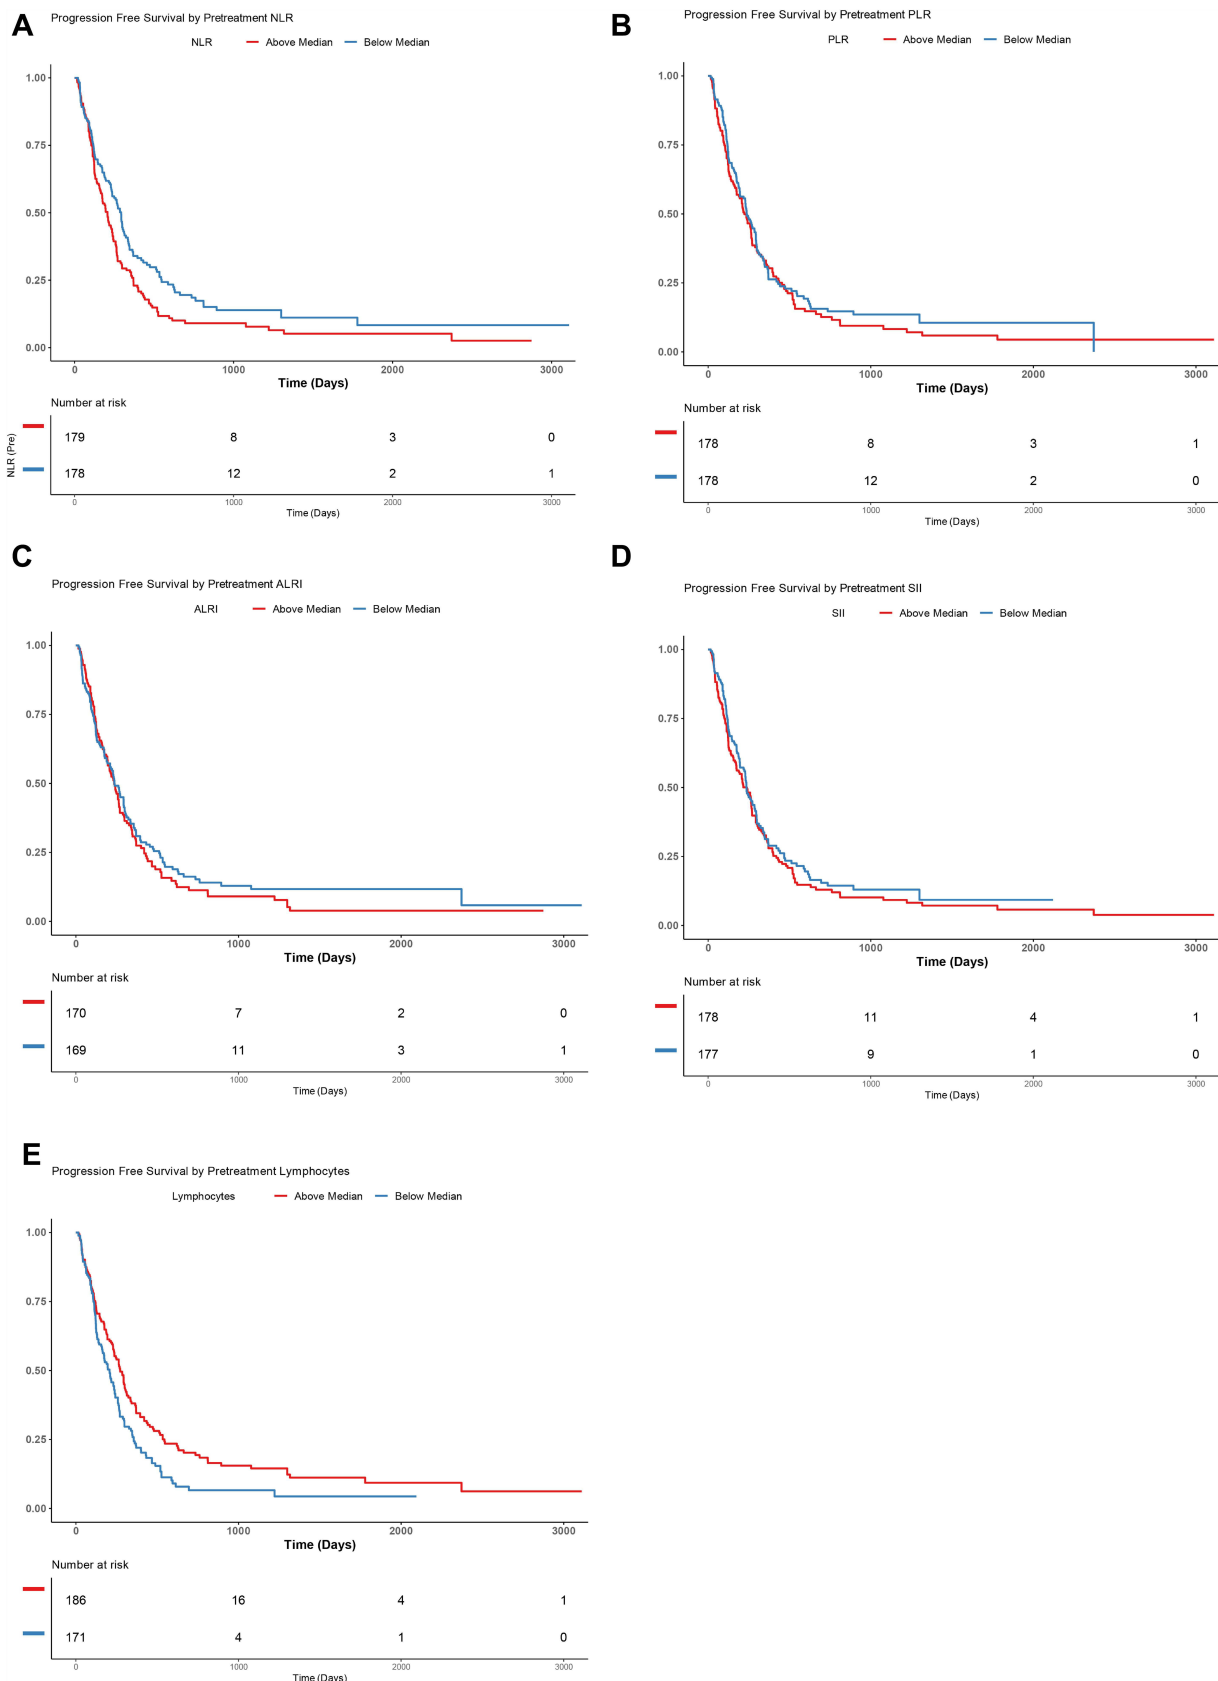 A
Progression Free Survival by Pretreatment NLR
NLR Above Median Below Median
1.00
0.75
0.50
0.25
0.00
0 1000 2000 3000
Time (Days)
Number at risk
NLR (Pre)
179 8 3 0
178 12 2 1
0 1000 2000 3000
Time (Days)
B
Progression Free Survival by Pretreatment PLR
PLR Above Median Below Median
1.00
0.75
0.50
0.25
0.00
0 1000 2000 3000
Time (Days)
Number at risk
178 8 3 1
178 12 2 0
0 1000 2000 3000
Time (Days)
C
Progression Free Survival by Pretreatment ALRI
ALRI Above Median Below Median
1.00
0.75
0.50
0.25
0.00
0 1000 2000 3000
Time (Days)
Number at risk
170 7 2 0
169 11 3 1
0 1000 2000 3000
Time (Days)
D
Progression Free Survival by Pretreatment SII
SII Above Median Below Median
1.00
0.75
0.50
0.25
0.00
0 1000 2000 3000
Time (Days)
Number at risk
178 11 4 1
177 9 1 0
0 1000 2000 3000
Time (Days)
E
Progression Free Survival by Pretreatment Lymphocytes
Lymphocytes Above Median Below Median
1.00
0.75
0.50
0.25
0.00
0 1000 2000 3000
Time (Days)
Number at risk
186 16 4 1
171 4 1 0
0 1000 2000 3000
Time (Days)